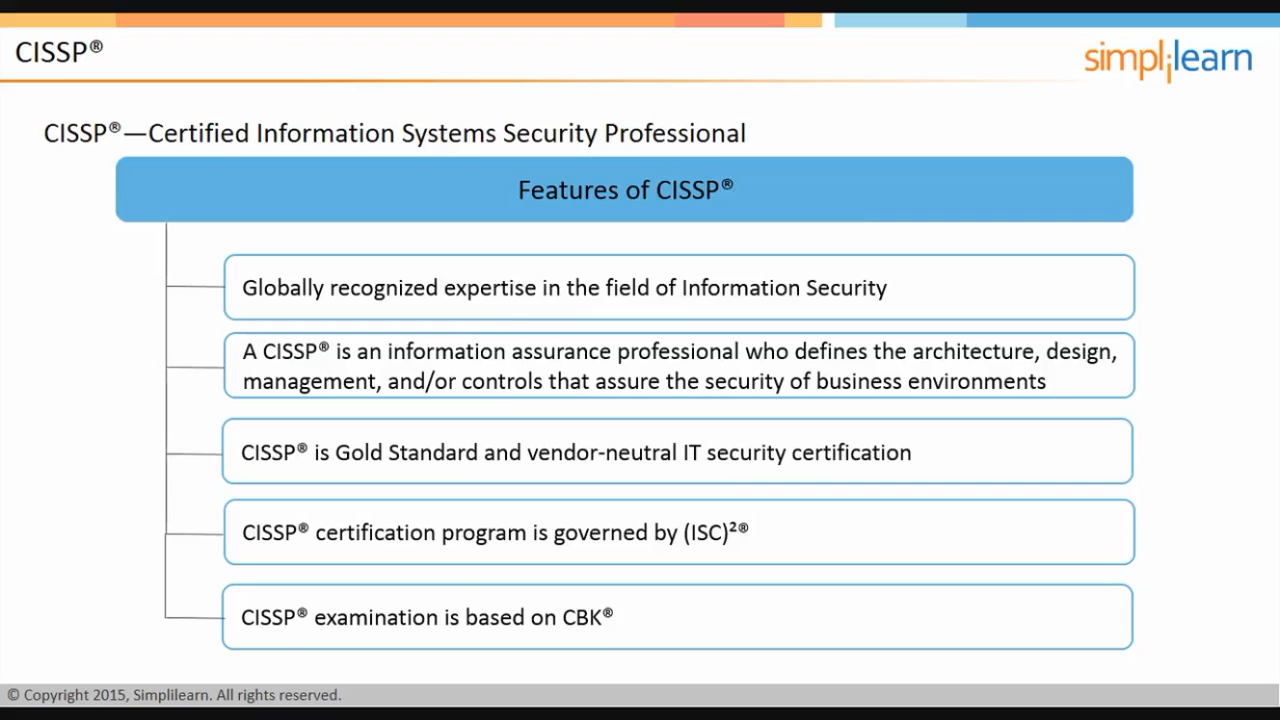 CISSP®
simplilearn
CISSP®—Certified Information Systems Security Professional
Features of CISSP®
Globally recognized expertise in the field of Information Security
A CISSP® is an information assurance professional who defines the architecture, design,
management, and/or controls that assure the security of business environments
CISSP® is Gold Standard and vendor-neutral IT security certification
CISSP® certification program is governed by (ISC)²®
CISSP® examination is based on CBK®
© Copyright 2015, Simplilearn. All rights reserved.